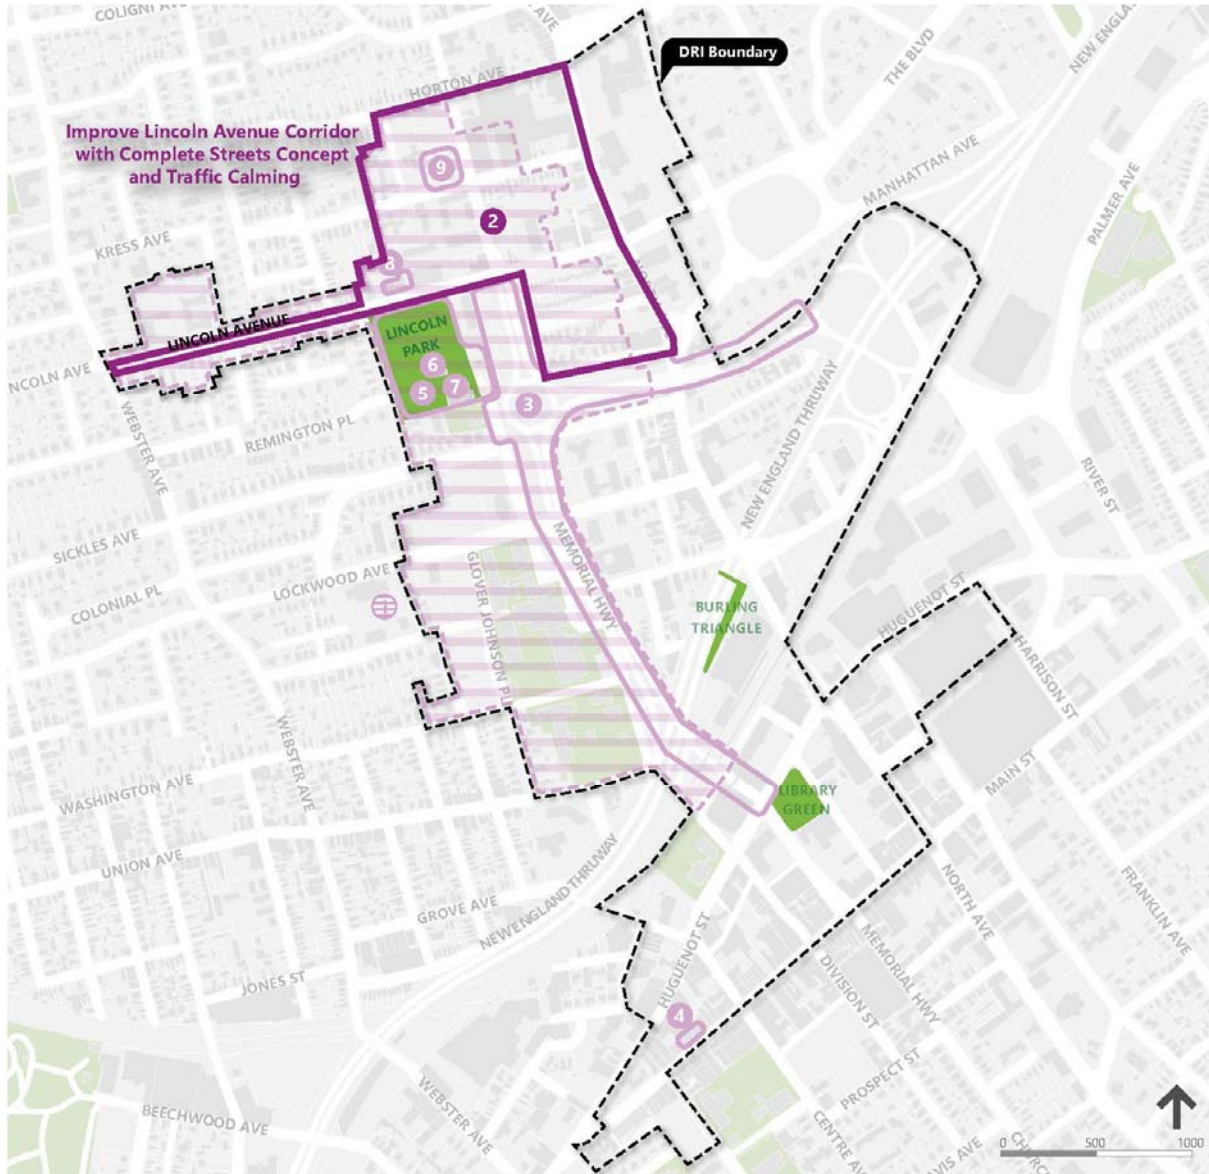 COLIGNI AVE
AVE
NEW ENGLAND
THE BLVD
DRI Boundary
HORTON AVE
Improve Lincoln Avenue Corridor
with Complete Streets Concept
and Traffic Calming
9
MANHATTAN AVE
PALMER AVE
2
KRESS AVE
8
LINCOLN AVENUE
LINCOLN
PARK
6
5
7
3
NCOLN AVE
WEBSTER AVE
REMINGTON PL
NEW ENGLAND THRUWAY
RIVER ST
SICKLES AVE
MEMORIAL HWY
LOCKWOOD AVE
COLONIAL PL
GLOVER JOHNSON PL
BURLING
TRIANGLE
HUGUENOT ST
HARRISON ST
WEBSTER AVE
MAIN ST
WASHINGTON AVE
LIBRARY
GREEN
UNION AVE
NEW ENGLAND THRUWAY
GROVE AVE
NORTH AVE
FRANKLIN AVE
HUGUENOT ST
MEMORIAL HWY
DIVISION ST
JONES ST
4
PROSPECT ST
WEBSTER AVE
BEECHWOOD AVE
CENTRE AV
VIS AVE
CHUR
0 500 1000